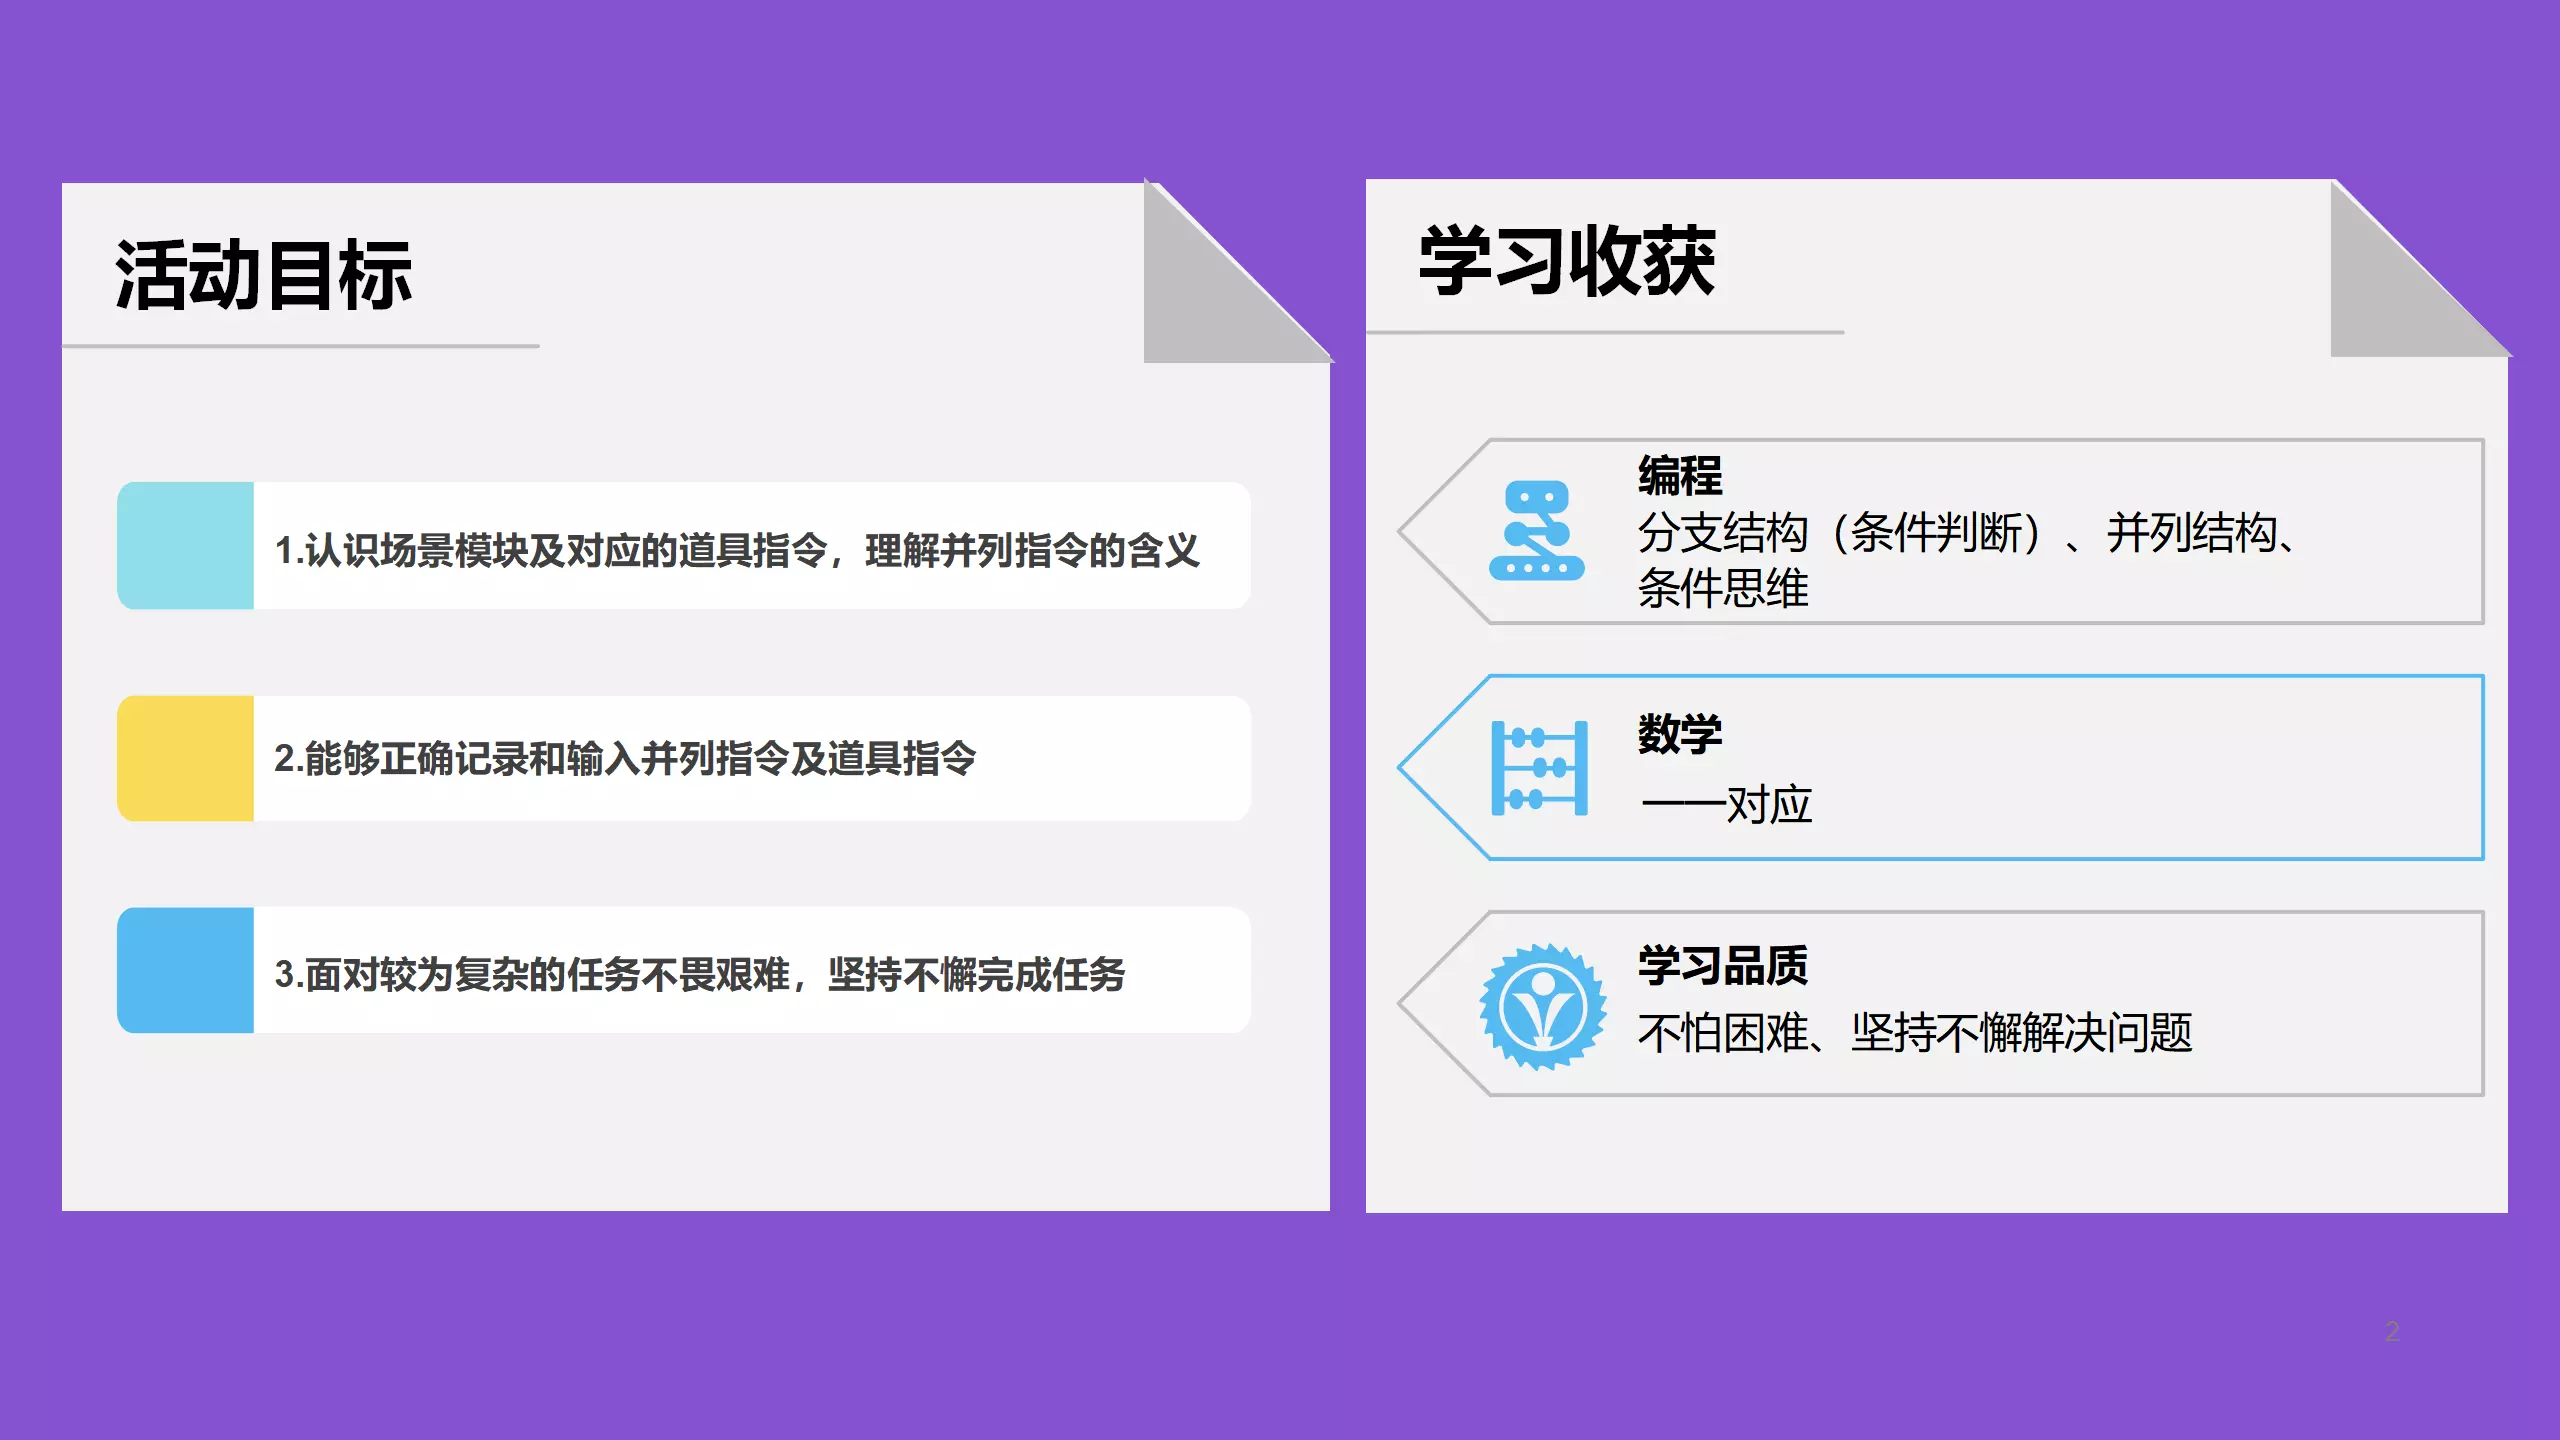 活动目标
1.认识场景模块及对应的道具指令，理解并列指令的含义
2.能够正确记录和输入并列指令及道具指令
3.面对较为复杂的任务不畏艰难，坚持不懈完成任务
学习收获
编程
分支结构（条件判断）、并列结构、
条件思维
数学
一一对应
学习品质
不怕困难、坚持不懈解决问题
2